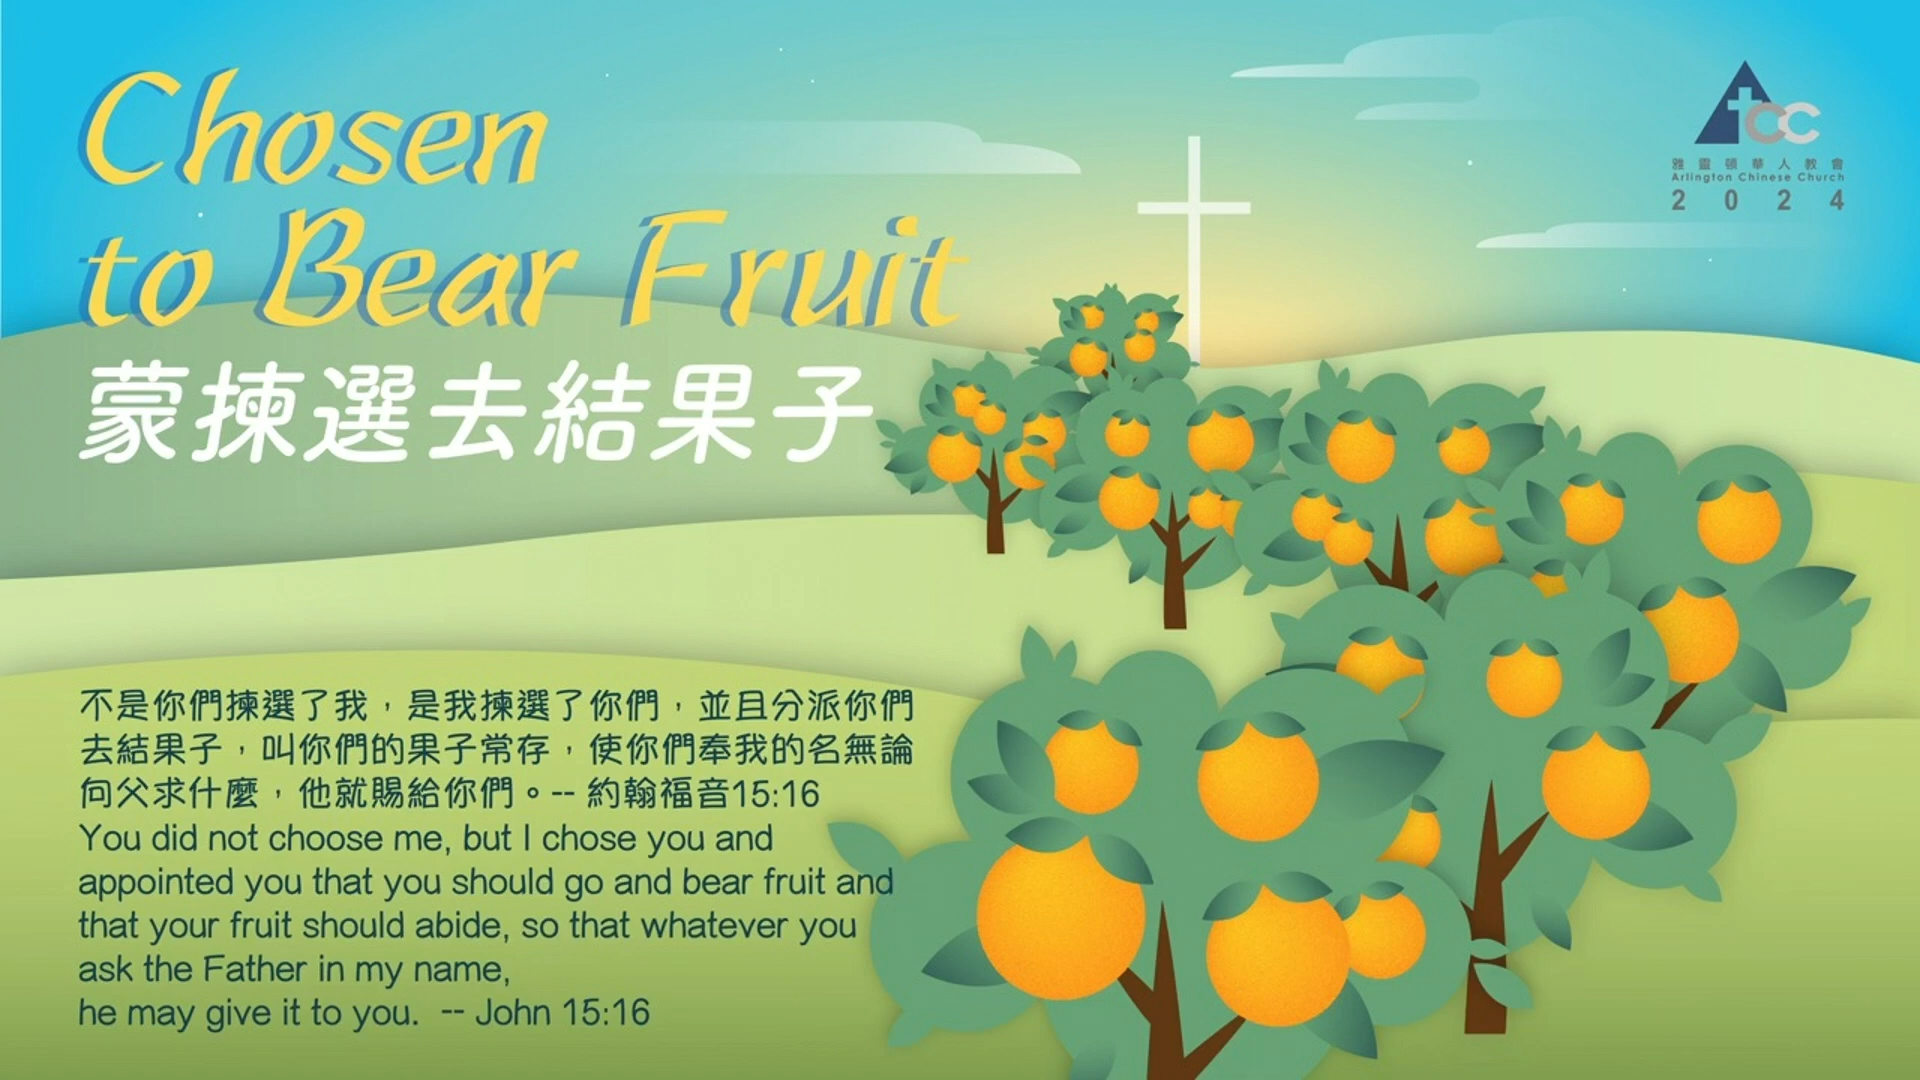 Chosen
to Bear Fruit
蒙揀選去結果子
tcc
雅靈頓華人教會
Arlington Chinese Church
2024
不是你們揀選了我，是我揀選了你們，並且分派你們
去結果子，叫你們的果子常存，使你們奉我的名無論
向父求什麼，他就賜給你們。-- 約翰福音15:16
You did not choose me, but I chose you and
appointed you that you should go and bear fruit and
that your fruit should abide, so that whatever you
ask the Father in my name,
he may give it to you.  -- John 15:16